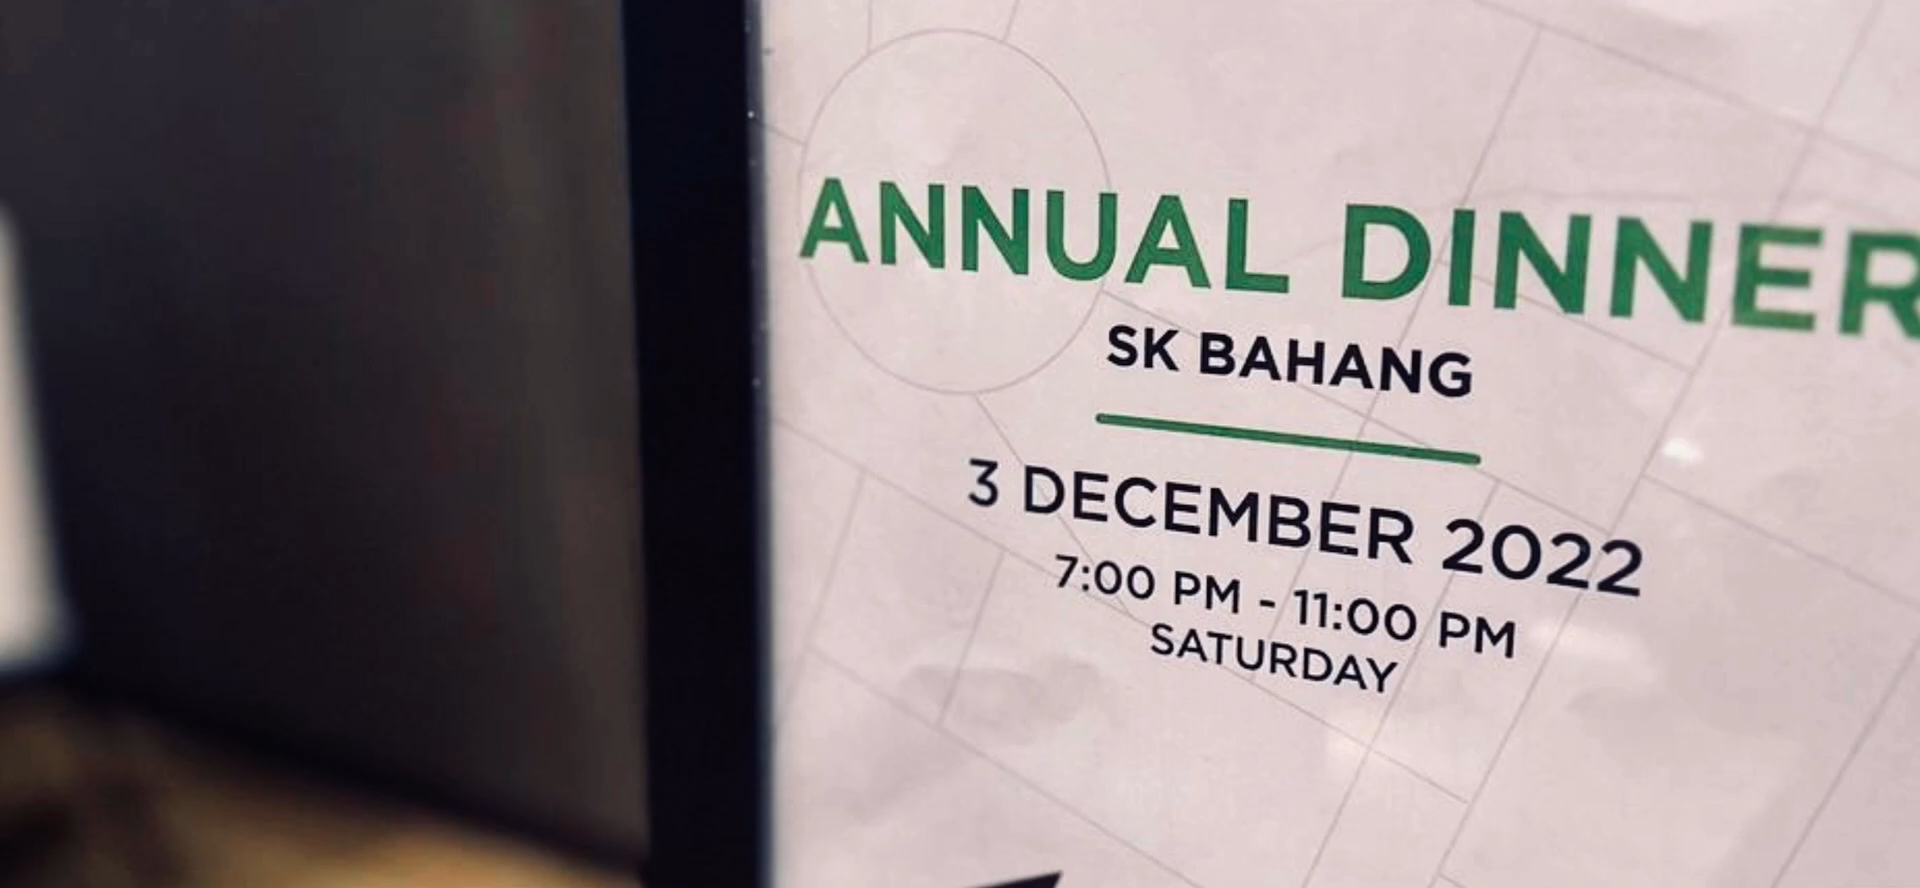 ANNUAL DINNER
SK BAHANG
3 DECEMBER 2022
7:00 PM - 11:00 PM
SATURDAY